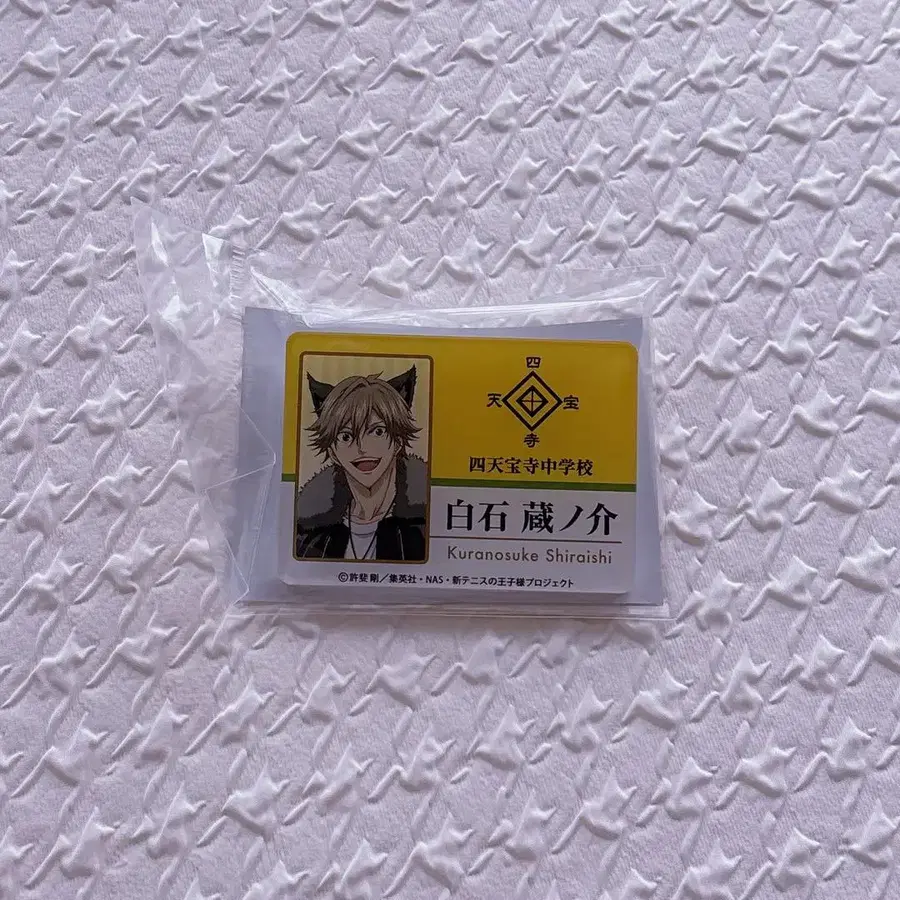 四
天 宝
寺
四天宝寺中学校
白石 蔵ノ介
Kuranosuke Shiraishi
©許斐 剛／集英社・NAS・新テニスの王子様プロジェクト